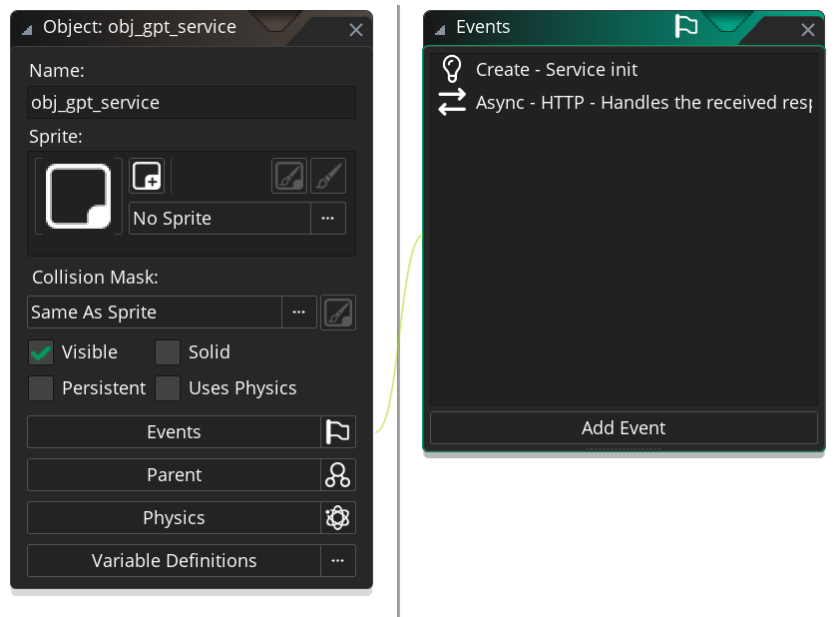 Object: obj_gpt_service
Name:
obj_gpt_service
Sprite:
No Sprite
...
Collision Mask:
Same As Sprite
...
Visible
Solid
Persistent
Uses Physics
Events
Parent
Physics
Variable Definitions
...
Events
Create - Service init
Async - HTTP - Handles the received resp
Add Event